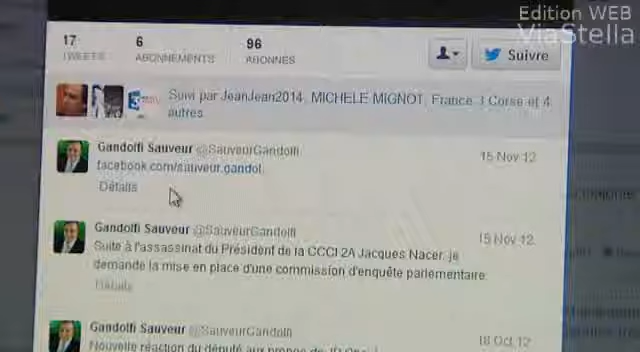 Edition WEB
ViaStella
17 6 96
TWEETS ABONNEMENTS ABONNÉS
Suivre
Suivi par JeanJean2014, MICHELE MIGNOT, France 3 Corse et 4
autres
Gandolfi Sauveur @SauveurGandolfi 15 Nov 12
facebook.com/sauveur.gandol
Détails
Gandolfi Sauveur @SauveurGandolfi 15 Nov 12
Suite à l'assassinat du Président de la CCCI 2A Jacques Nacer, je
demande la mise en place d'une commission d'enquête parlementaire.
Détails
Gandolfi Sauveur @SauveurGandolfi 18 Oct 12
Nouvelle réaction du député aux propos de